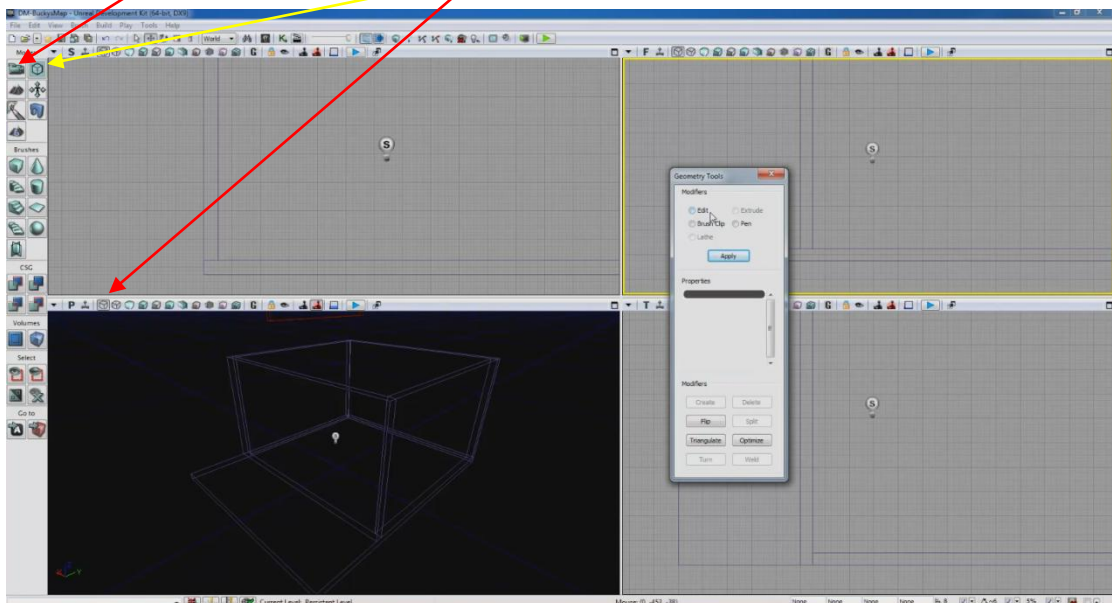 DM-BuckysMap - Unreal Development Kit (64-bit, DX9)
File Edit View Brush Build Play Tools Help
World
S
F
G
Brushes
CSG
P
T
Volumes
Select
Go to
Geometry Tools
Modifiers
Edit
Extrude
Brush Clip
Pen
Lathe
Apply
Properties
Modifiers
Create
Delete
Flip
Split
Triangulate
Optimize
Turn
Weld
Current Level: Persistent Level
None None None None